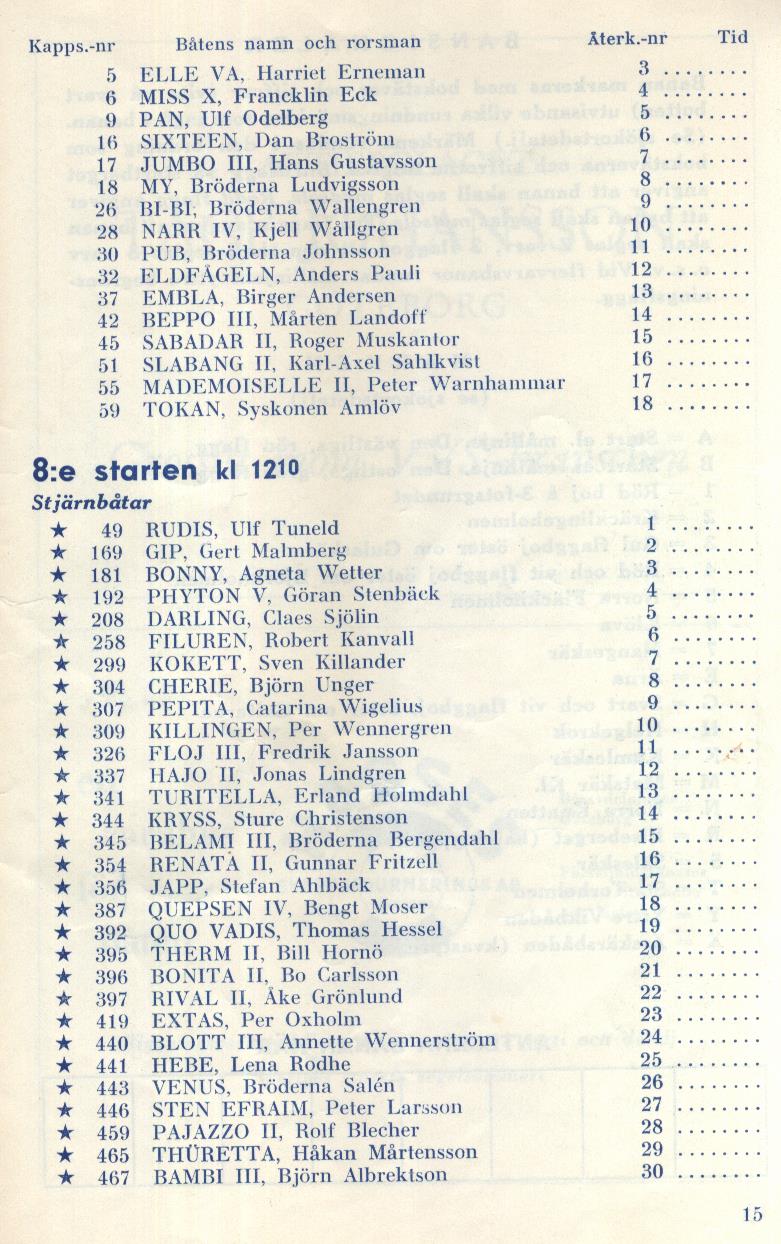 Kapps.-nr Båtens namn och rorsman Återk.-nr Tid
5 ELLE VA, Harriet Erneman 3 ........
6 MISS X, Francklin Eck 4 ........
9 PAN, Ulf Odelberg 5 ........
16 SIXTEEN, Dan Broström 6 ........
17 JUMBO III, Hans Gustavsson 7 ........
18 MY, Bröderna Ludvigsson 8 ........
26 BI-BI, Bröderna Wallengren 9 ........
28 NARR IV, Kjell Wållgren 10 ........
30 PUB, Bröderna Johnsson 11 ........
32 ELDFÅGELN, Anders Pauli 12 ........
37 EMBLA, Birger Andersen 13 ........
42 BEPPO III, Mårten Landoff 14 ........
45 SABADAR II, Roger Muskantor 15 ........
51 SLABANG II, Karl-Axel Sahlkvist 16 ........
55 MADEMOISELLE II, Peter Warnhammar 17 ........
59 TOKAN, Syskonen Amlöv 18 ........
8:e starten kl 1210
Stjärnbåtar
★ 49 RUDIS, Ulf Tuneld 1 ........
★ 169 GIP, Gert Malmberg 2 ........
★ 181 BONNY, Agneta Wetter 3 ........
★ 192 PHYTON V, Göran Stenbäck 4 ........
★ 208 DARLING, Claes Sjölin 5 ........
★ 258 FILUREN, Robert Kanvall 6 ........
★ 299 KOKETT, Sven Killander 7 ........
★ 304 CHERIE, Björn Unger 8 ........
★ 307 PEPITA, Catarina Wigelius 9 ........
★ 309 KILLINGEN, Per Wennergren 10 ........
★ 326 FLOJ III, Fredrik Jansson 11 ........
★ 337 HAJO II, Jonas Lindgren 12 ........
★ 341 TURITELLA, Erland Holmdahl 13 ........
★ 344 KRYSS, Sture Christenson 14 ........
★ 345 BELAMI III, Bröderna Bergendahl 15 ........
★ 354 RENATA II, Gunnar Fritzell 16 ........
★ 356 JAPP, Stefan Ahlbäck 17 ........
★ 387 QUEPSEN IV, Bengt Moser 18 ........
★ 392 QUO VADIS, Thomas Hessel 19 ........
★ 395 THERM II, Bill Hornö 20 ........
★ 396 BONITA II, Bo Carlsson 21 ........
★ 397 RIVAL II, Åke Grönlund 22 ........
★ 419 EXTAS, Per Oxholm 23 ........
★ 440 BLOTT III, Annette Wennerström 24 ........
★ 441 HEBE, Lena Rodhe 25 ........
★ 443 VENUS, Bröderna Salén 26 ........
★ 446 STEN EFRAIM, Peter Larsson 27 ........
★ 459 PAJAZZO II, Rolf Blecher 28 ........
★ 465 THÜRETTA, Håkan Mårtensson 29 ........
★ 467 BAMBI III, Björn Albrektson 30 ........
15